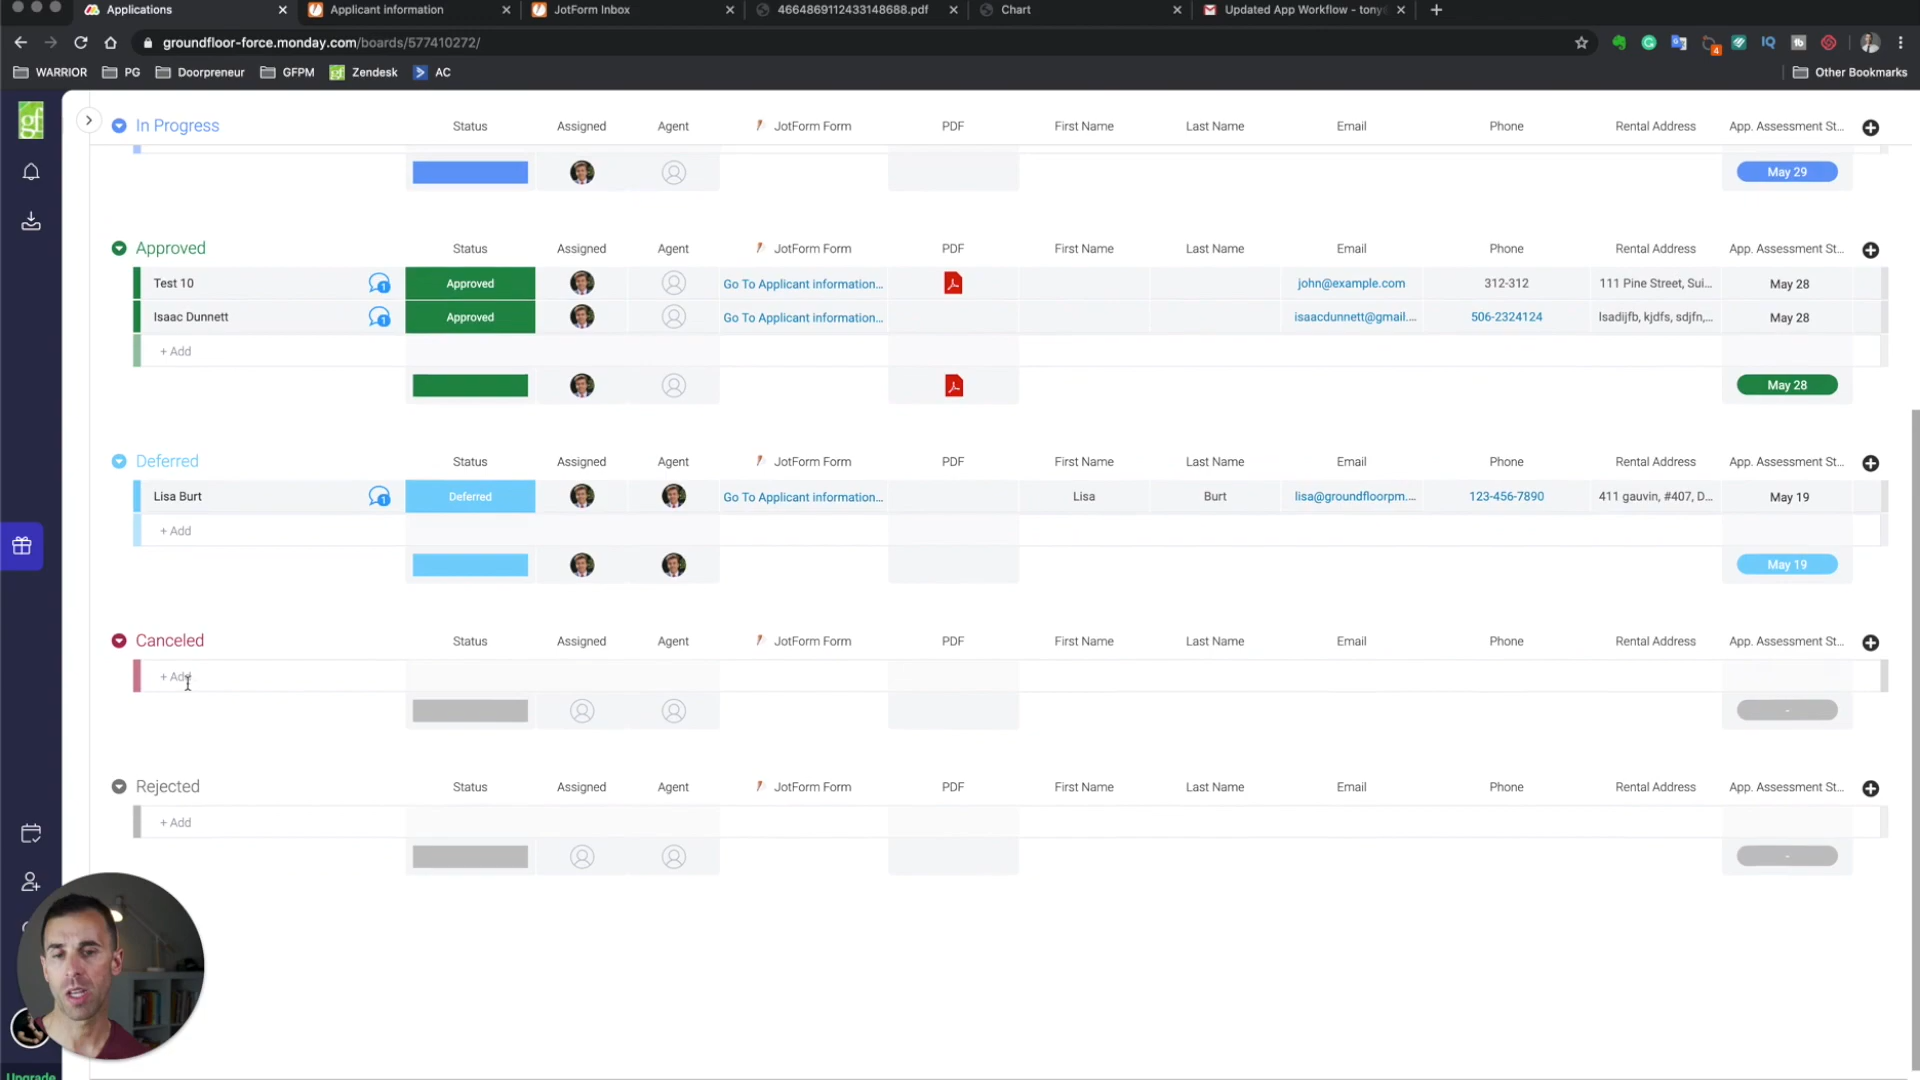 Applications
Applicant information
JotForm Inbox
4664869112433148688.pdf
Chart
Updated App Workflow - tony
groundfloor-force.monday.com/boards/577410272/
4
IQ
WARRIOR
PG
Doorpreneur
GFPM
gf
Zendesk
AC
Other Bookmarks
gf
In Progress Status Assigned Agent JotForm Form PDF First Name Last Name Email Phone Rental Address App. Assessment St...
May 29
Approved Status Assigned Agent JotForm Form PDF First Name Last Name Email Phone Rental Address App. Assessment St...
Test 10 1 Approved Go To Applicant information... john@example.com 312-312 111 Pine Street, Sui... May 28
Isaac Dunnett 1 Approved Go To Applicant information... isaacdunnett@gmail.... 506-2324124 lsadijfb, kjdfs, sdjfn,... May 28
+ Add
May 28
Deferred Status Assigned Agent JotForm Form PDF First Name Last Name Email Phone Rental Address App. Assessment St...
Lisa Burt 1 Deferred Go To Applicant information... Lisa Burt lisa@groundfloorpm.... 123-456-7890 411 gauvin, #407, D... May 19
+ Add
May 19
Canceled Status Assigned Agent JotForm Form PDF First Name Last Name Email Phone Rental Address App. Assessment St...
+ Add
-
Rejected Status Assigned Agent JotForm Form PDF First Name Last Name Email Phone Rental Address App. Assessment St...
+ Add
-
Upgrade